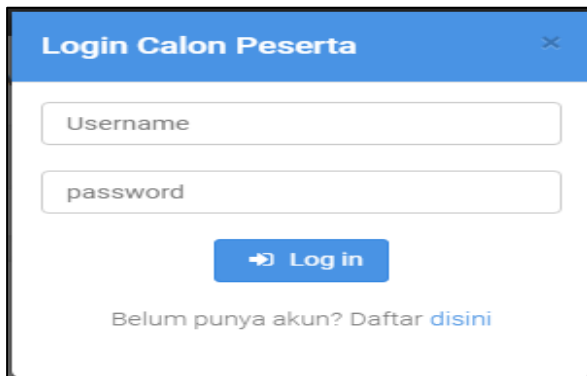 Login Calon Peserta ×
Username
password
Log in
Belum punya akun? Daftar disini